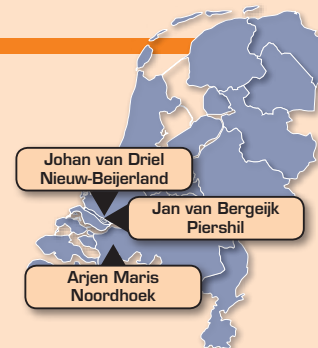 Johan van Driel
Nieuw-Beijerland
Jan van Bergeijk
Piershil
Arjen Maris
Noordhoek